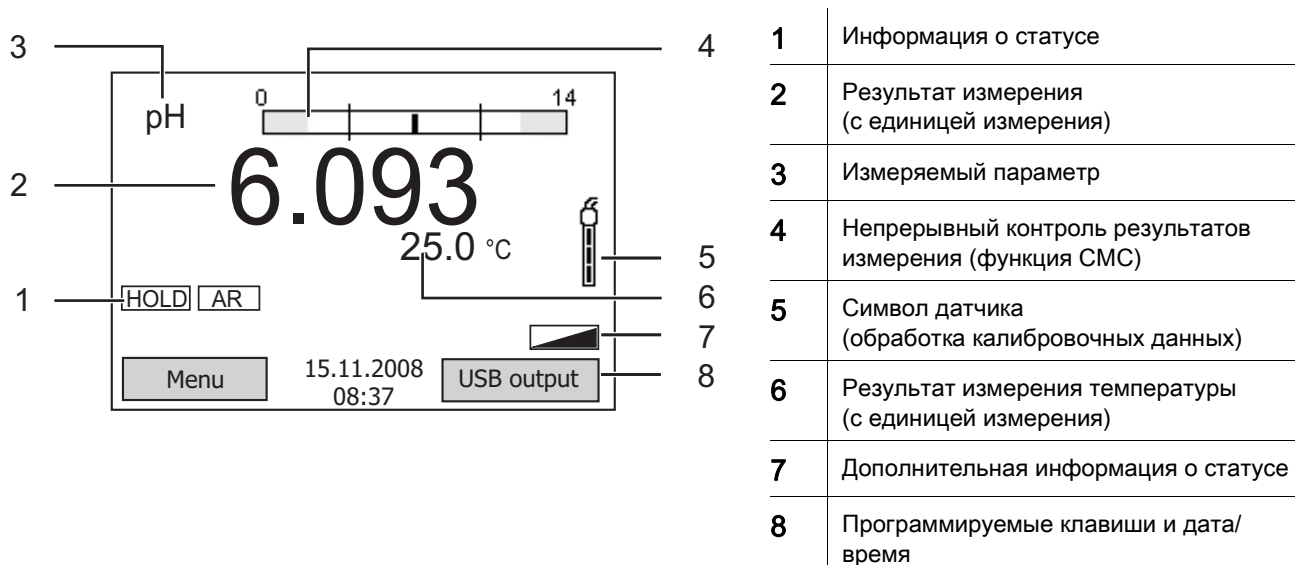 3
4
0
14
pH
2
6.093
25.0 °C
5
1
HOLD AR
6
7
Menu
15.11.2008
08:37
USB output
8
1 Информация о статусе
2 Результат измерения
(с единицей измерения)
3 Измеряемый параметр
4 Непрерывный контроль результатов
измерения (функция СМС)
5 Символ датчика
(обработка калибровочных данных)
6 Результат измерения температуры
(с единицей измерения)
7 Дополнительная информация о статусе
8 Программируемые клавиши и дата/
время